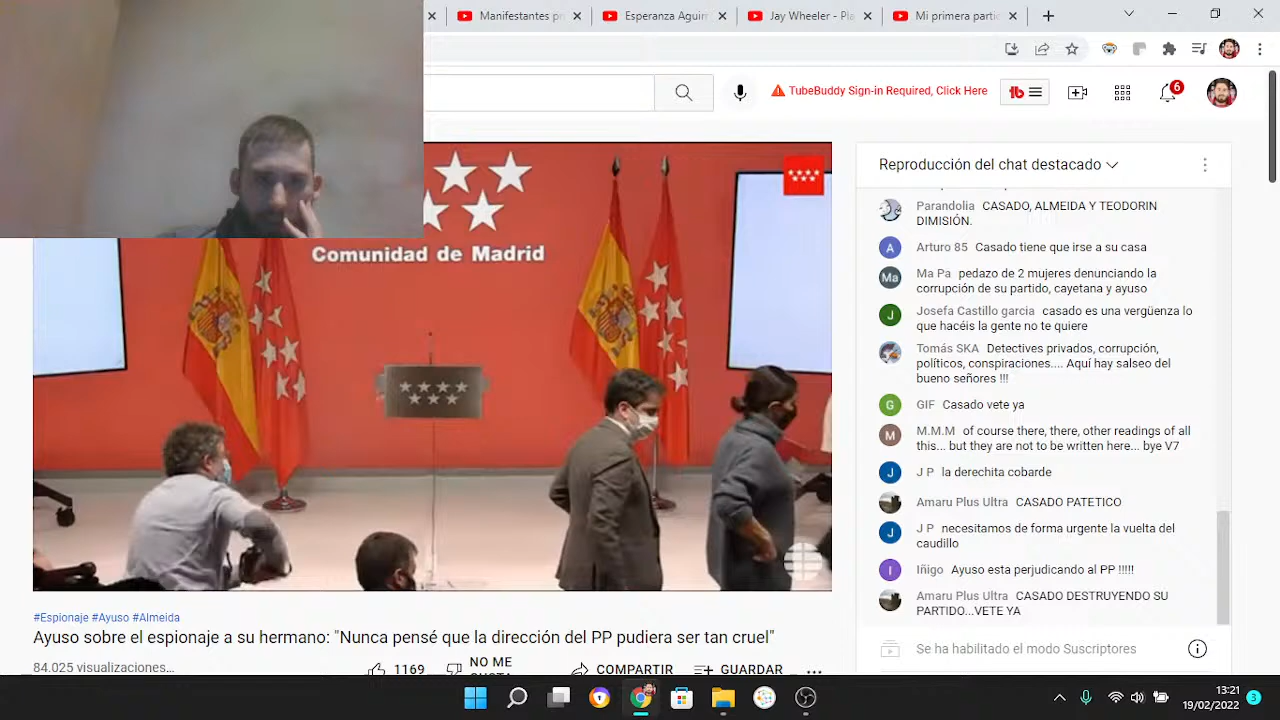 Manifestantes pr
Esperanza Aguirr
Jay Wheeler - Pla
Mi primera partic
TubeBuddy Sign-in Required, Click Here
6
Comunidad de Madrid
Reproducción del chat destacado
Parandolia CASADO, ALMEIDA Y TEODORIN
DIMISIÓN.
A Arturo 85 Casado tiene que irse a su casa
Ma Ma Pa pedazo de 2 mujeres denunciando la
corrupción de su partido, cayetana y ayuso
J Josefa Castillo garcia casado es una vergüenza lo
que hacéis la gente no te quiere
Tomás SKA Detectives privados, corrupción,
políticos, conspiraciones.... Aquí hay salseo del
bueno señores !!!
G GIF Casado vete ya
M M.M.M of course there, there, other readings of all
this... but they are not to be written here... bye V7
J J P la derechita cobarde
Amaru Plus Ultra CASADO PATETICO
J J P necesitamos de forma urgente la vuelta del
caudillo
I Iñigo Ayuso esta perjudicando al PP !!!!!
Amaru Plus Ultra CASADO DESTRUYENDO SU
PARTIDO...VETE YA
Se ha habilitado el modo Suscriptores
#Espionaje #Ayuso #Almeida
Ayuso sobre el espionaje a su hermano: "Nunca pensé que la dirección del PP pudiera ser tan cruel"
84.025 visualizaciones...
1169
NO ME
COMPARTIR
GUARDAR
13:21
19/02/2022
3